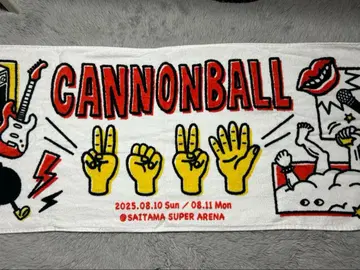 CANNONBALL
2025.08.10 Sun / 08.11 Mon
@SAITAMA SUPER ARENA